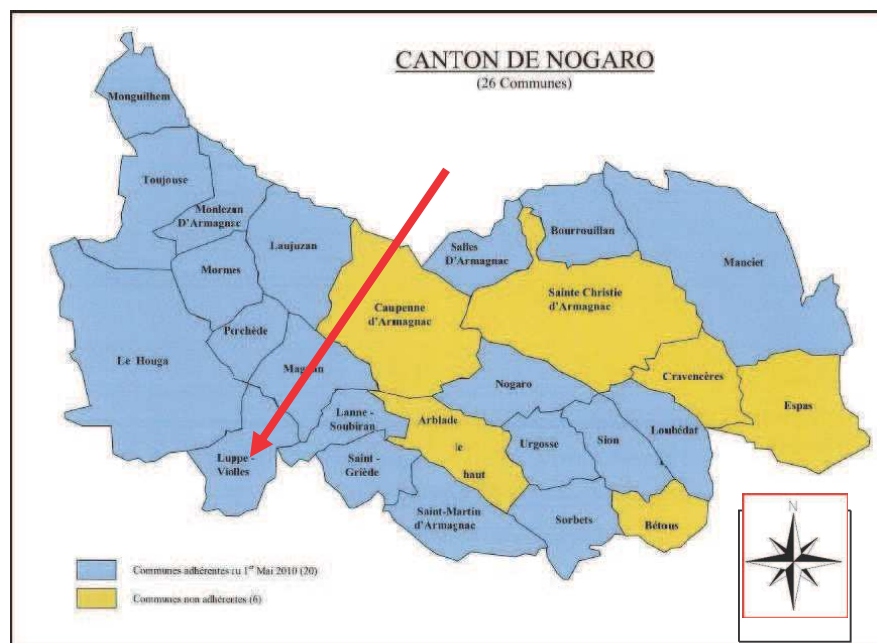 CANTON DE NOGARO
(26 Communes)
Monguilhem
Toujouse
Monlezun
D'Armagnac
Laujuzan
Mormes
Salles
D'Armagnac
Bourrouillan
Manciet
Caupenne
d'Armagnac
Sainte Christie
d'Armagnac
Perchède
Le Houga
Cravencères
Nogaro
Espas
Lanne -
Soubiran
Arblade
le
haut
Urgosse
Sion
Loubédat
Luppe -
Violles
Saint -
Griède
Saint-Martin
d'Armagnac
Sorbets
Bétous
N
Communes adhérentes au 1er Mai 2010 (20)
Communes non adhérentes (6)